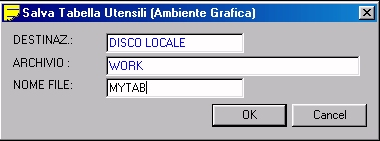 Salva Tabella Utensili (Ambiente Grafica)
DESTINAZ.: DISCO LOCALE
ARCHIVIO : WORK
NOME FILE: MYTAB
OK Cancel